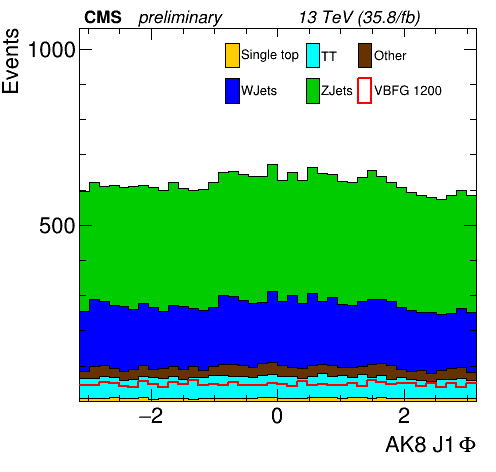 CMS preliminary 13 TeV (35.8/fb)
Events
1000
500
Single top TT Other
WJets ZJets VBFG 1200
−2 0 2
AK8 J1 Φ